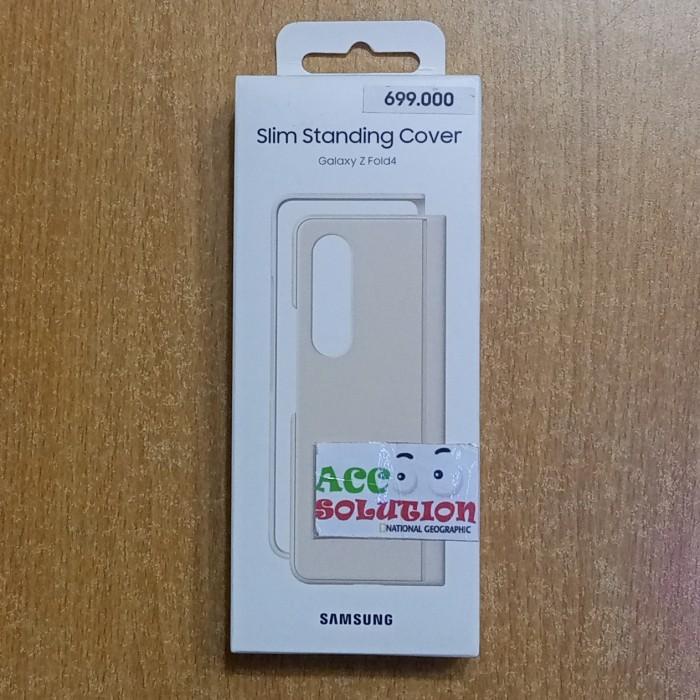 699.000
Slim Standing Cover
Galaxy Z Fold4
ACC
SOLUTION
NATIONAL GEOGRAPHIC
SAMSUNG